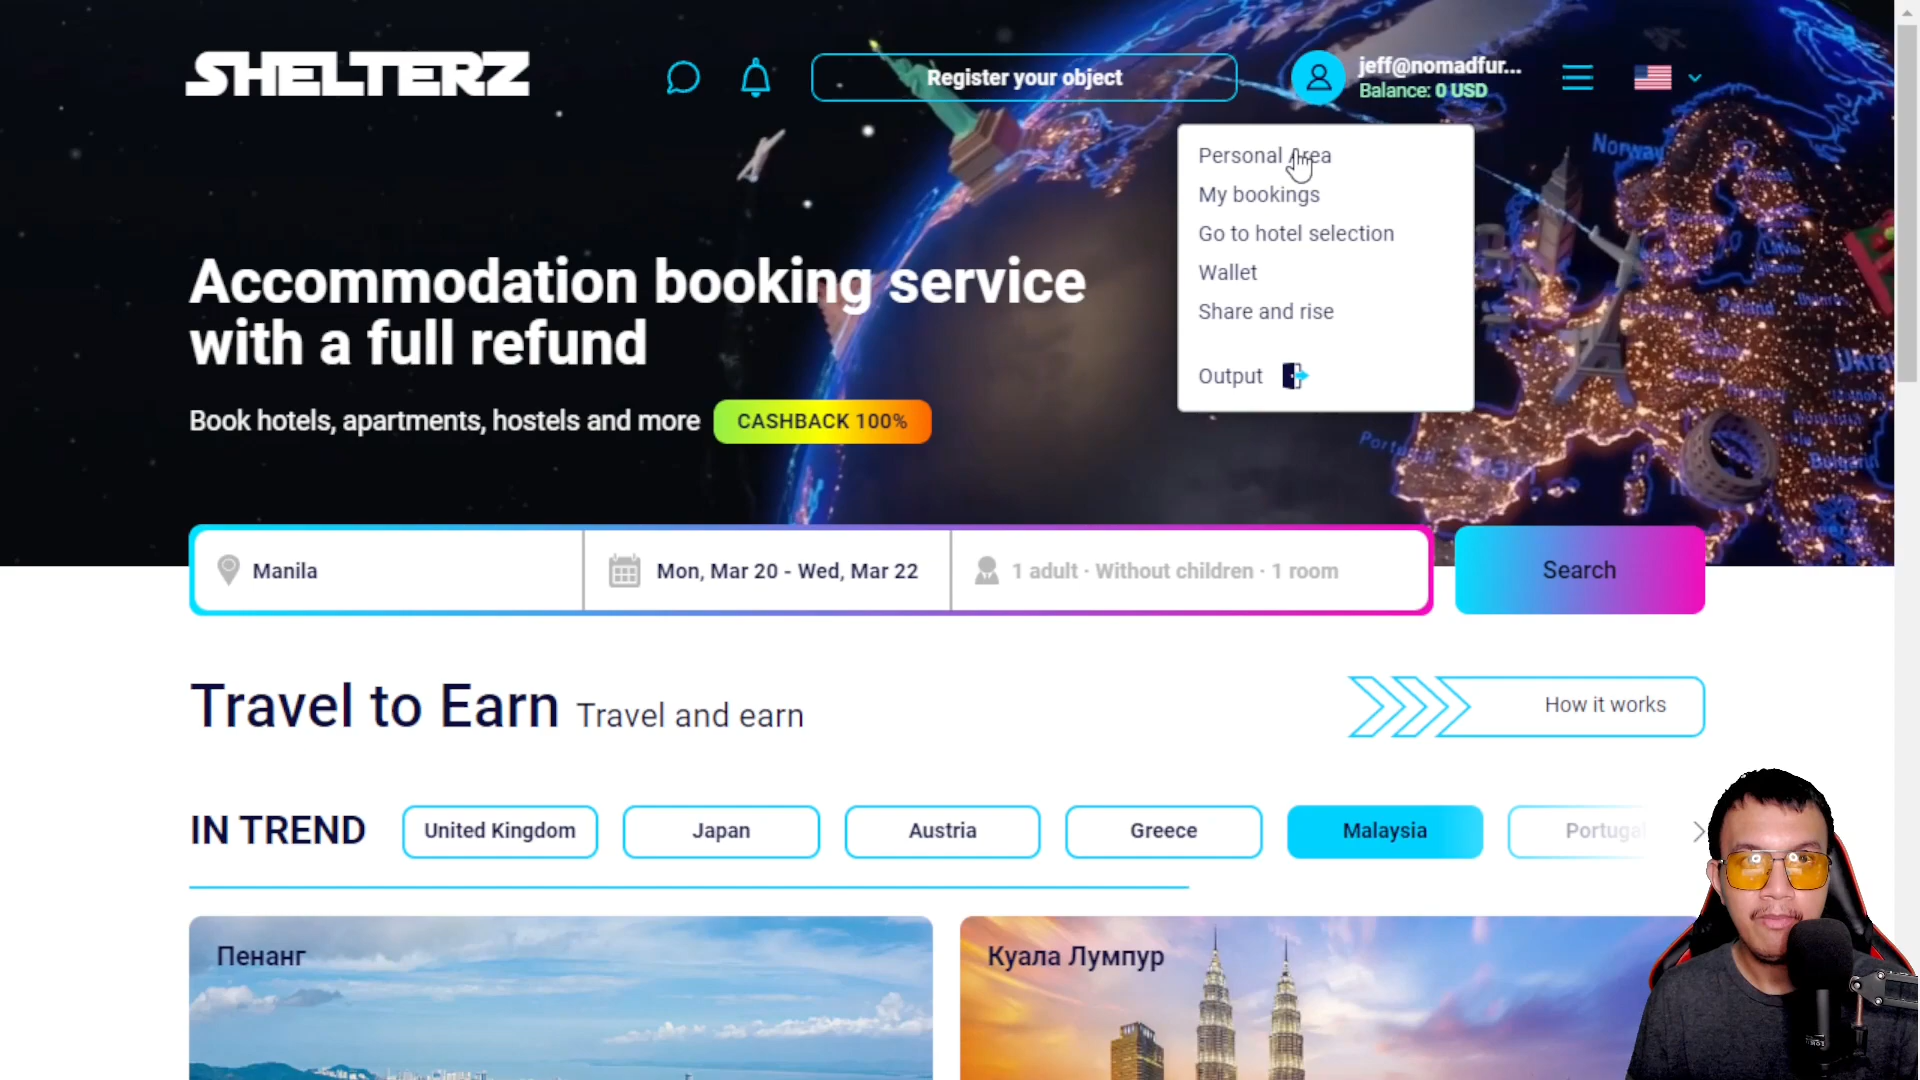 SHELTERZ
Register your object
jeff@nomadfur...
Balance: 0 USD
Personal Area
My bookings
Go to hotel selection
Wallet
Share and rise
Output
Norway
Accommodation booking service
with a full refund
Book hotels, apartments, hostels and more
CASHBACK 100%
Manila
Mon, Mar 20 - Wed, Mar 22
1 adult · Without children · 1 room
Search
Travel to Earn
Travel and earn
How it works
IN TREND
United Kingdom
Japan
Austria
Greece
Malaysia
Portugal
Пенанг
Куала Лумпур